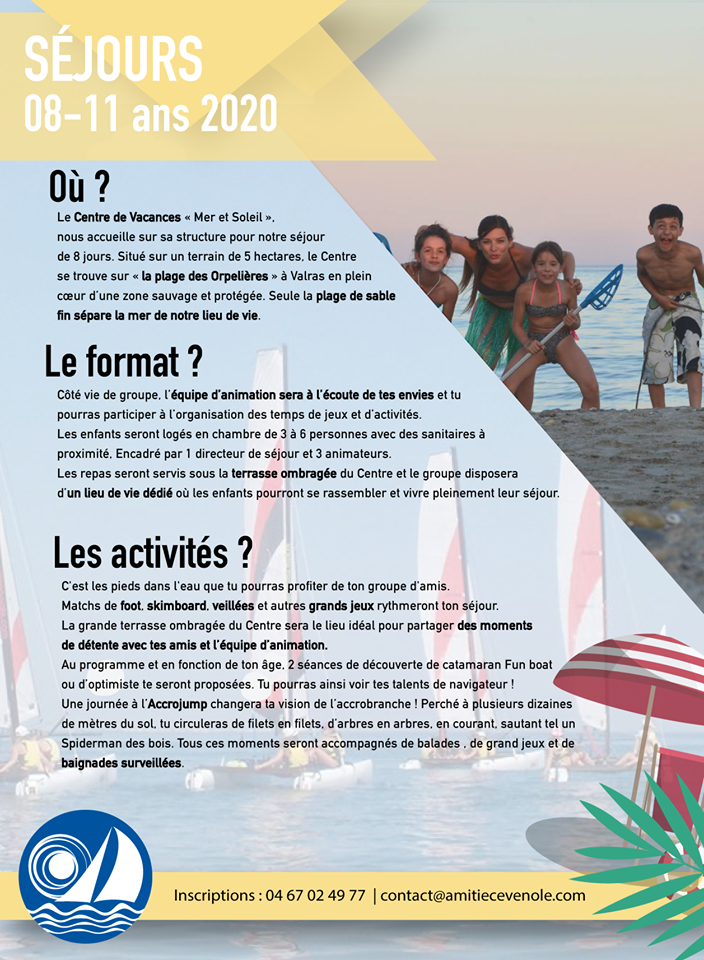 SÉJOURS
08-11 ans 2020
Où ?
Le Centre de Vacances « Mer et Soleil »,
nous accueille sur sa structure pour notre séjour
de 8 jours. Situé sur un terrain de 5 hectares, le Centre
se trouve sur « la plage des Orpelières » à Valras en plein
cœur d'une zone sauvage et protégée. Seule la plage de sable
fin sépare la mer de notre lieu de vie.
Le format ?
Côté vie de groupe, l'équipe d'animation sera à l'écoute de tes envies et tu
pourras participer à l'organisation des temps de jeux et d'activités.
Les enfants seront logés en chambre de 3 à 6 personnes avec des sanitaires à
proximité. Encadré par 1 directeur de séjour et 3 animateurs.
Les repas seront servis sous la terrasse ombragée du Centre et le groupe disposera
d'un lieu de vie dédié où les enfants pourront se rassembler et vivre pleinement leur séjour.
Les activités ?
C'est les pieds dans l'eau que tu pourras profiter de ton groupe d'amis.
Matchs de foot, skimboard, veillées et autres grands jeux rythmeront ton séjour.
La grande terrasse ombragée du Centre sera le lieu idéal pour partager des moments
de détente avec tes amis et l'équipe d'animation.
Au programme et en fonction de ton âge, 2 séances de découverte de catamaran Fun boat
ou d'optimiste te seront proposées. Tu pourras ainsi voir tes talents de navigateur !
Une journée à l'Accrojump changera ta vision de l'accrobranche ! Perché à plusieurs dizaines
de mètres du sol, tu circuleras de filets en filets, d'arbres en arbres, en courant, sautant tel un
Spiderman des bois. Tous ces moments seront accompagnés de balades , de grand jeux et de
baignades surveillées.
Inscriptions : 04 67 02 49 77 | contact@amitiecevenole.com